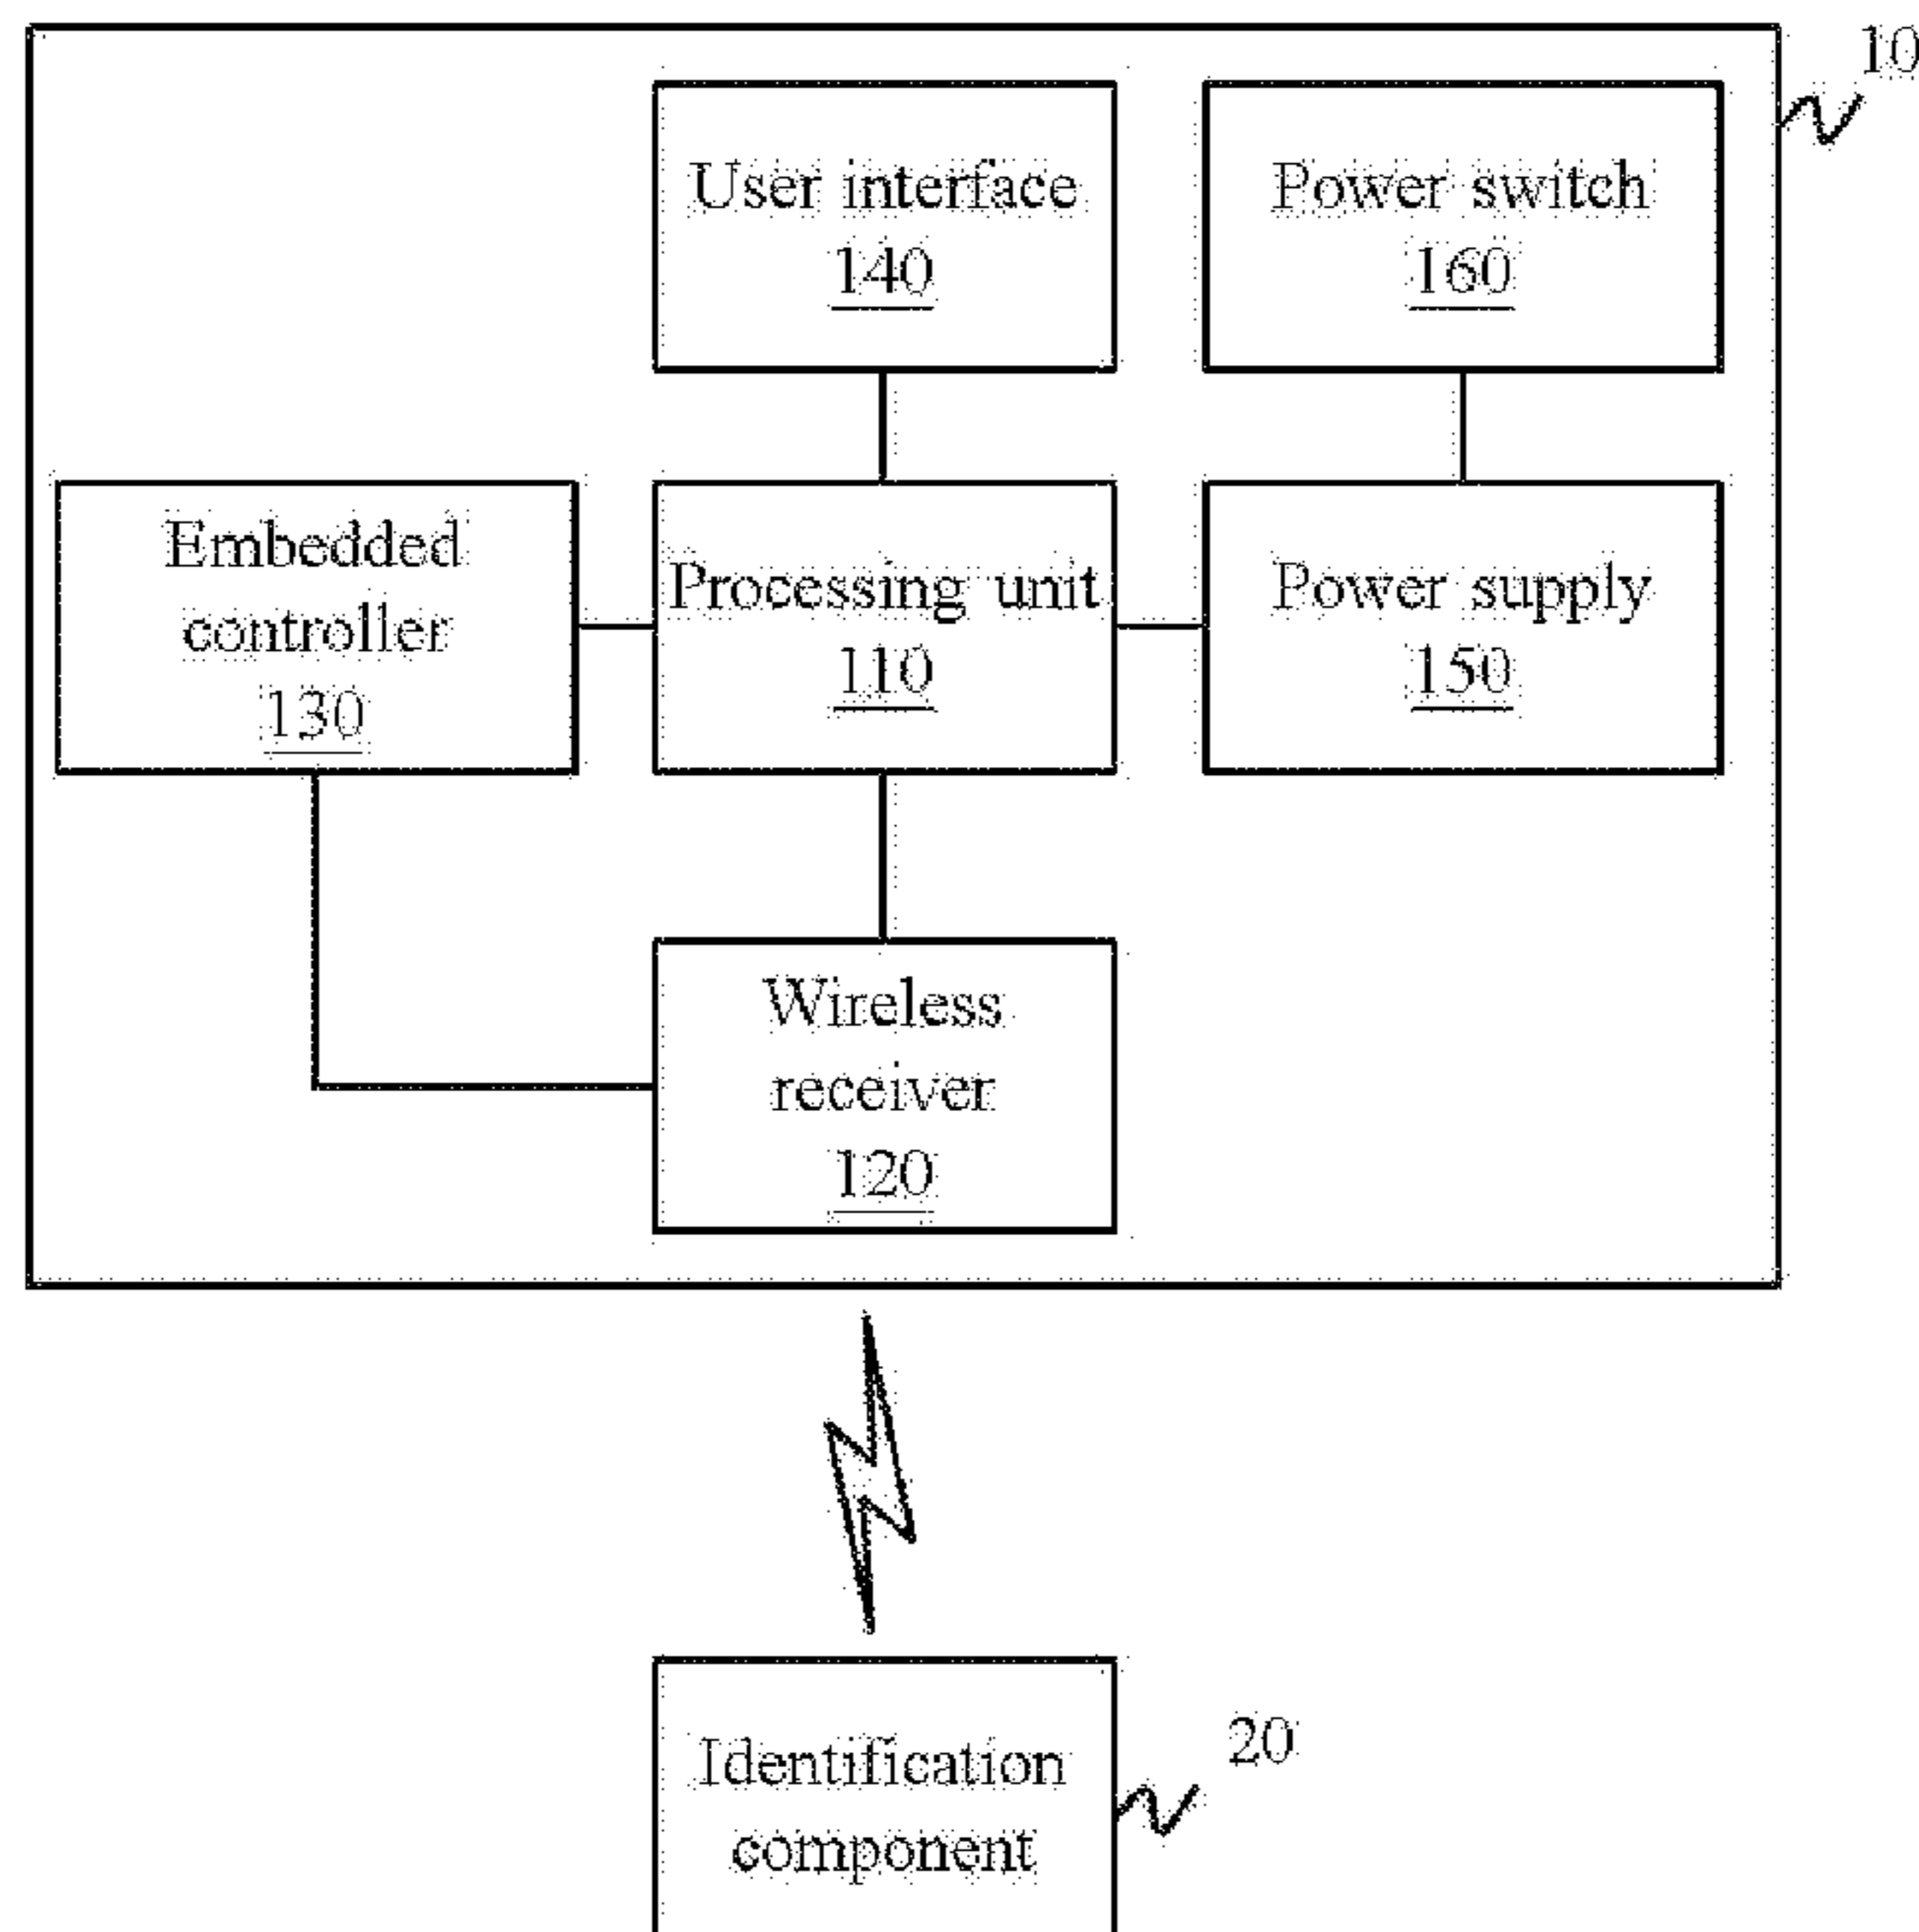 10
User interface
140
Power switch
160
Embedded
controller
130
Processing unit
110
Power supply
150
Wireless
receiver
120
Identification
component
20